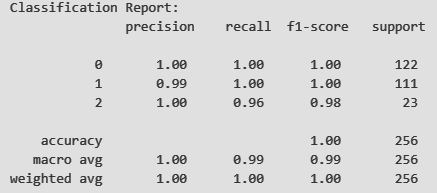 Classification Report:
precision recall f1-score support
0 1.00 1.00 1.00 122
1 0.99 1.00 1.00 111
2 1.00 0.96 0.98 23
accuracy 1.00 256
macro avg 1.00 0.99 0.99 256
weighted avg 1.00 1.00 1.00 256